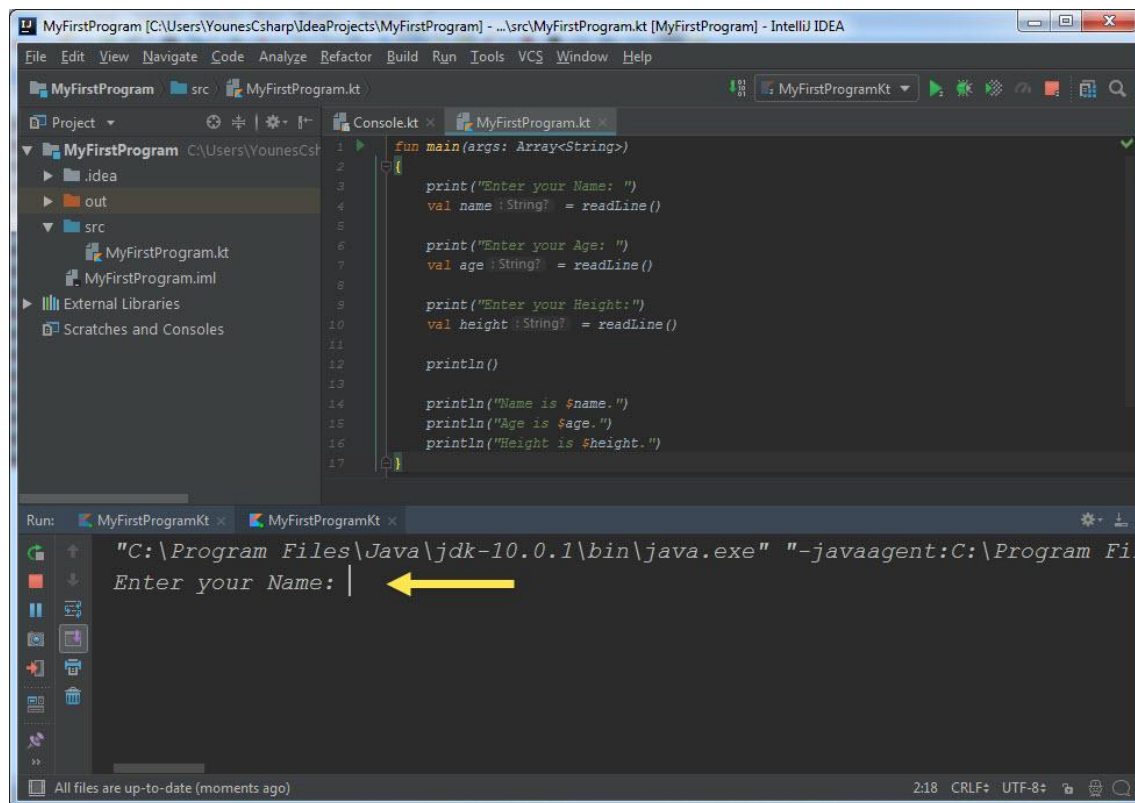 MyFirstProgram [C:\Users\YounesCsharp\IdeaProjects\MyFirstProgram] - ...\src\MyFirstProgram.kt [MyFirstProgram] - IntelliJ IDEA
File Edit View Navigate Code Analyze Refactor Build Run Tools VCS Window Help
MyFirstProgram src MyFirstProgram.kt MyFirstProgramKt
Project Console.kt MyFirstProgram.kt
MyFirstProgram C:\Users\YounesCsh
.idea
out
src
MyFirstProgram.kt
MyFirstProgram.iml
External Libraries
Scratches and Consoles
1 fun main(args: Array<String>)
2 {
3 print("Enter your Name: ")
4 val name : String? = readLine()
5
6 print("Enter your Age: ")
7 val age : String? = readLine()
8
9 print("Enter your Height:")
10 val height : String? = readLine()
11
12 println()
13
14 println("Name is $name.")
15 println("Age is $age.")
16 println("Height is $height.")
17 }
Run: MyFirstProgramKt MyFirstProgramKt
"C:\Program Files\Java\jdk-10.0.1\bin\java.exe" "-javaagent:C:\Program Fi
Enter your Name:
All files are up-to-date (moments ago) 2:18 CRLF UTF-8